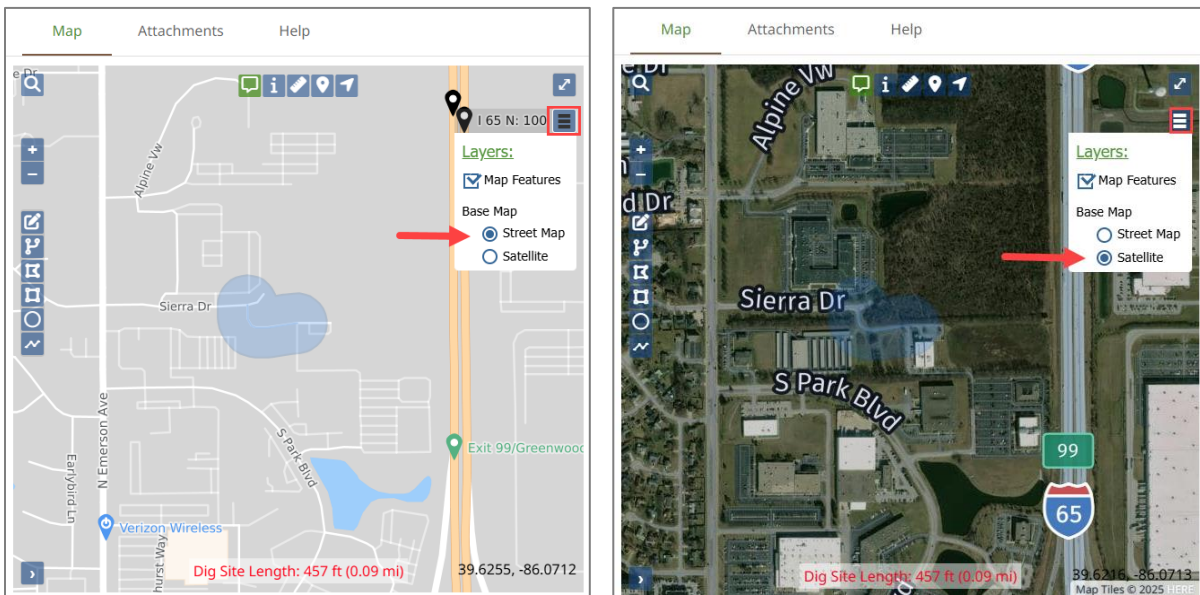 Map Attachments Help
e Dr
I 65 N: 100
Layers:
Map Features
Base Map
Street Map
Satellite
Alpine Vw
Sierra Dr
N Emerson Ave
S Park Blvd
Earlybird Ln
Exit 99/Greenwood
Verizon Wireless
hurst Way
Dig Site Length: 457 ft (0.09 mi)
39.6255, -86.0712
Map Attachments Help
e Dr
Alpine Vw
Layers:
Map Features
Base Map
Street Map
Satellite
d Dr
Sierra Dr
S Park Blvd
99
65
Dig Site Length: 457 ft (0.09 mi)
39.6216, -86.0713
Map Tiles © 2025 HERE